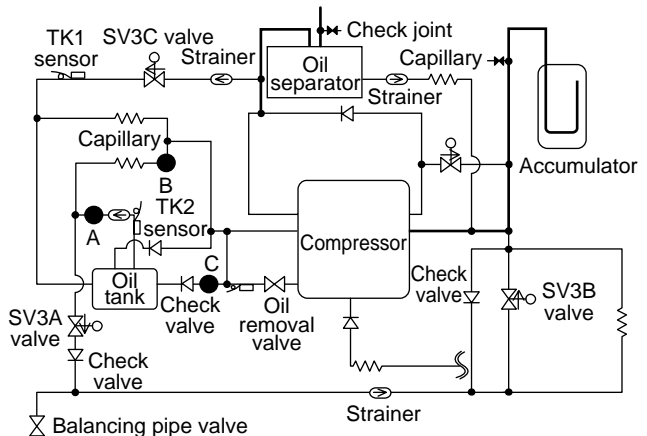 TK1
sensor
SV3C valve
Strainer
Check joint
Oil
separator
Capillary
Strainer
Accumulator
Capillary
B
A
TK2
sensor
Compressor
C
Oil
tank
Check
valve
Oil
removal
valve
Check
valve
SV3B
valve
SV3A
valve
Check
valve
Strainer
Balancing pipe valve